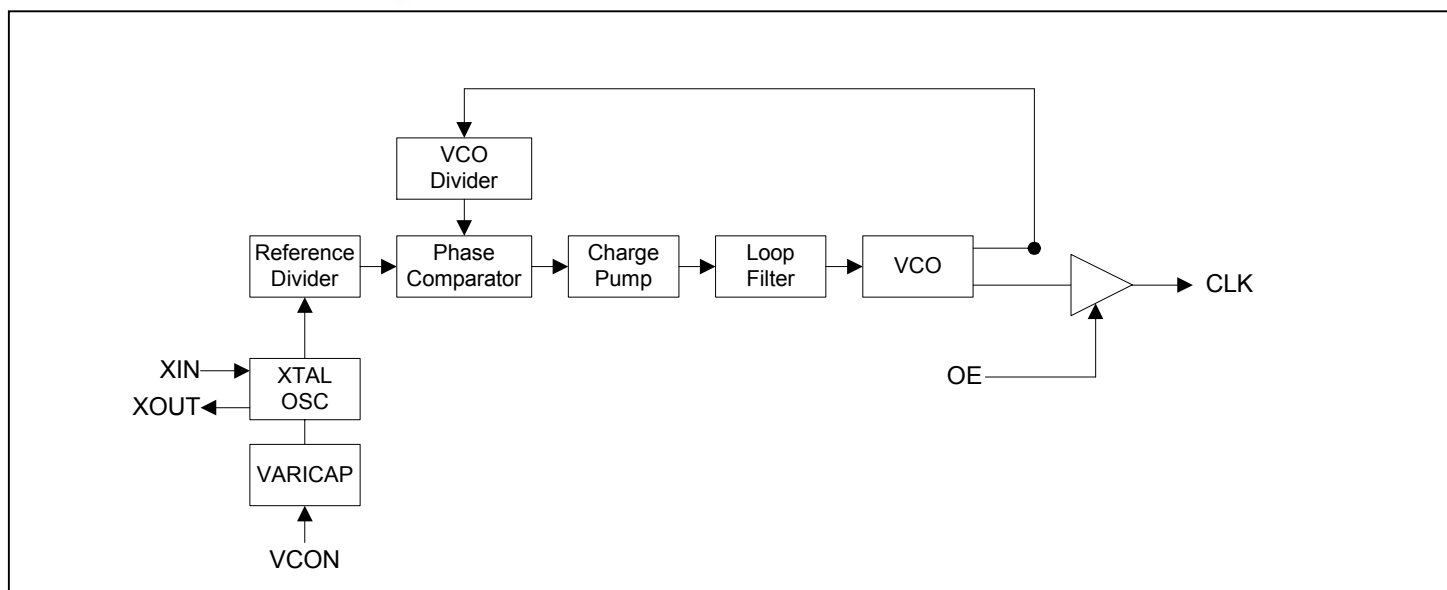 VCO
Divider
Reference
Divider
Phase
Comparator
Charge
Pump
Loop
Filter
VCO
CLK
XIN
XOUT
XTAL
OSC
OE
VARICAP
VCON